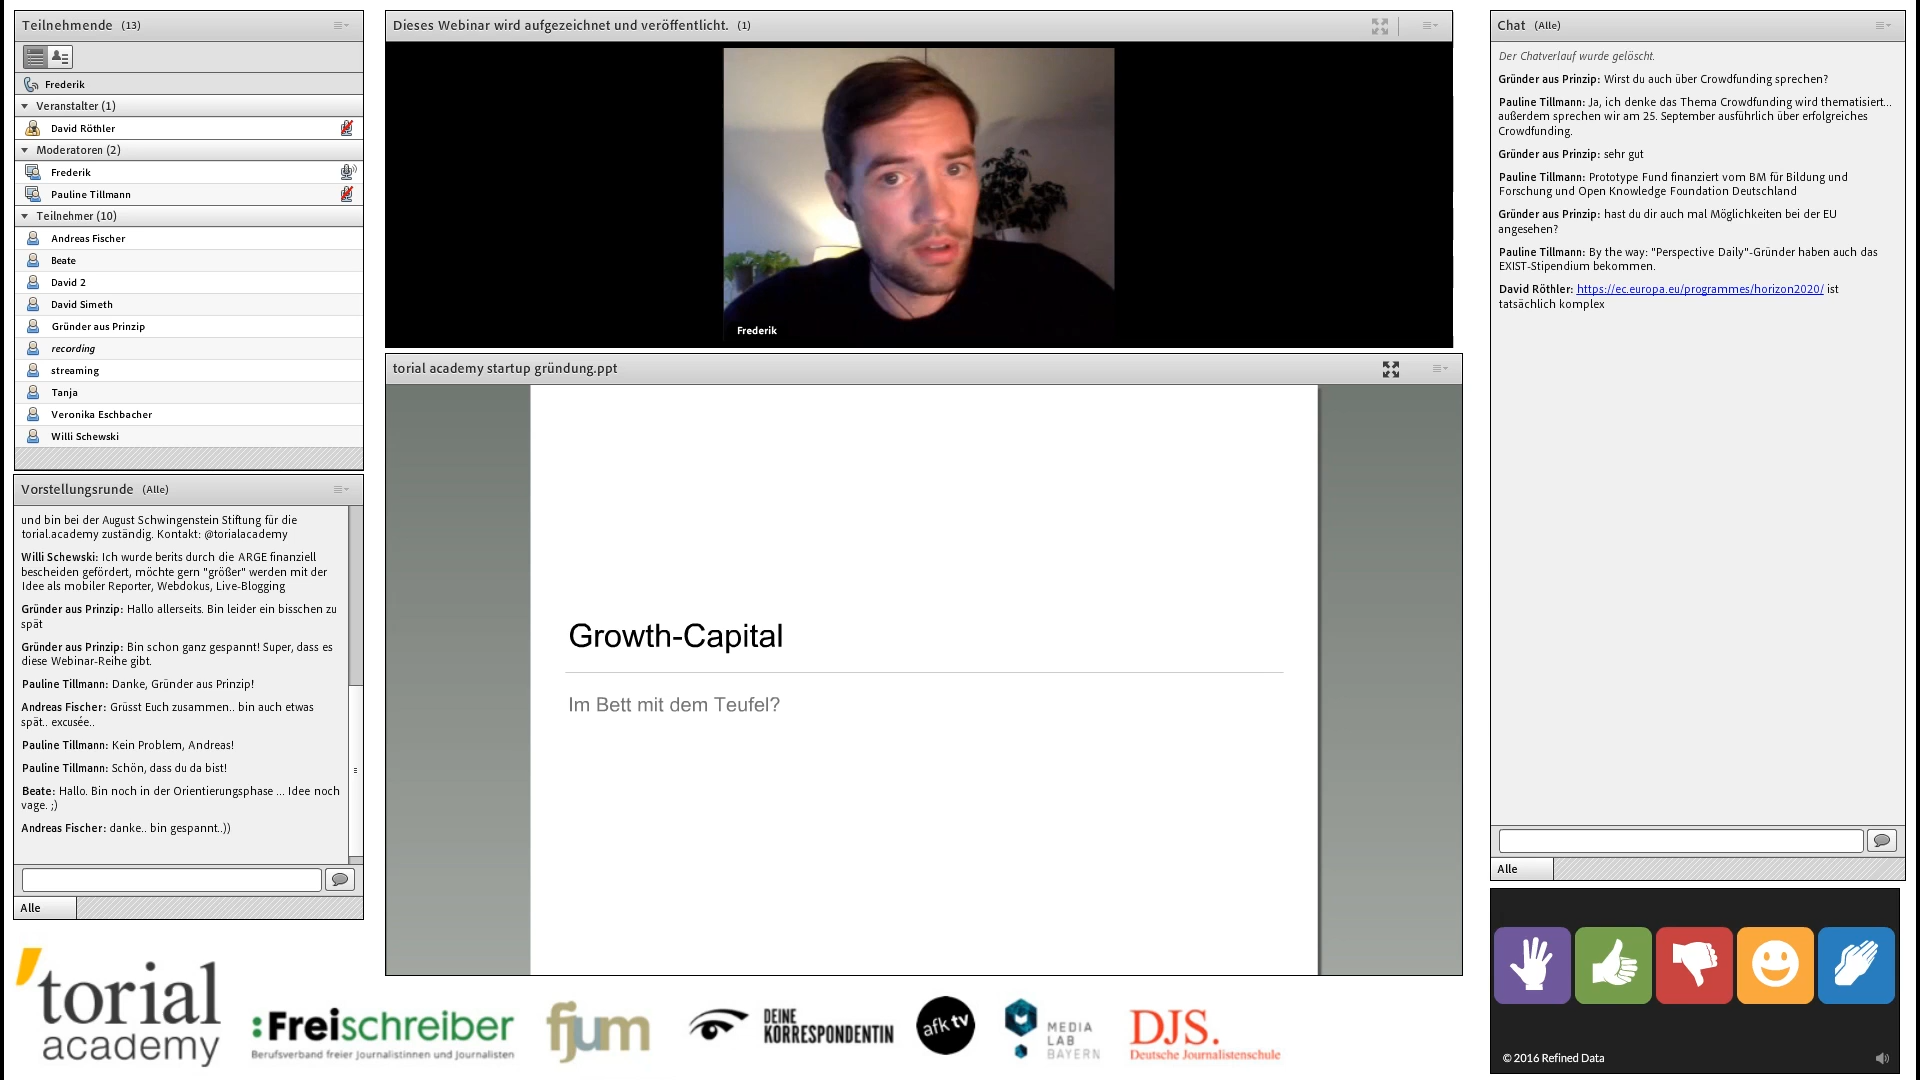 Teilnehmende (13)
Frederik
Veranstalter (1)
David Röthler
Moderatoren (2)
Frederik
Pauline Tillmann
Teilnehmer (10)
Andreas Fischer
Beate
David 2
David Simeth
Gründer aus Prinzip
recording
streaming
Tanja
Veronika Eschbacher
Willi Schewski
Vorstellungsrunde (Alle)
und bin bei der August Schwingenstein Stiftung für die
torial.academy zuständig. Kontakt: @torialacademy
Willi Schewski: Ich wurde berits durch die ARGE finanziell
bescheiden gefördert, möchte gern "größer" werden mit der
Idee als mobiler Reporter, Webdokus, Live-Blogging
Gründer aus Prinzip: Hallo allerseits. Bin leider ein bisschen zu
spät
Gründer aus Prinzip: Bin schon ganz gespannt! Super, dass es
diese Webinar-Reihe gibt.
Pauline Tillmann: Danke, Gründer aus Prinzip!
Andreas Fischer: Grüsst Euch zusammen.. bin auch etwas
spät.. excusée..
Pauline Tillmann: Kein Problem, Andreas!
Pauline Tillmann: Schön, dass du da bist!
Beate: Hallo. Bin noch in der Orientierungsphase ... Idee noch
vage. ;)
Andreas Fischer: danke.. bin gespannt..))
Alle
Dieses Webinar wird aufgezeichnet und veröffentlicht. (1)
Frederik
torial academy startup gründung.ppt
Growth-Capital
Im Bett mit dem Teufel?
Chat (Alle)
Der Chatverlauf wurde gelöscht.
Gründer aus Prinzip: Wirst du auch über Crowdfunding sprechen?
Pauline Tillmann: Ja, ich denke das Thema Crowdfunding wird thematisiert...
außerdem sprechen wir am 25. September ausführlich über erfolgreiches
Crowdfunding.
Gründer aus Prinzip: sehr gut
Pauline Tillmann: Prototype Fund finanziert vom BM für Bildung und
Forschung und Open Knowledge Foundation Deutschland
Gründer aus Prinzip: hast du dir auch mal Möglichkeiten bei der EU
angesehen?
Pauline Tillmann: By the way: "Perspective Daily"-Gründer haben auch das
EXIST-Stipendium bekommen.
David Röthler: https://ec.europa.eu/programmes/horizon2020/ ist
tatsächlich komplex
Alle
© 2016 Refined Data
'torial
academy
:Freischreiber
Berufsverband freier Journalistinnen und Journalisten
fjum
DEINE
KORRESPONDENTIN
afk tv
MEDIA
LAB
BAYERN
DJS.
Deutsche Journalistenschule